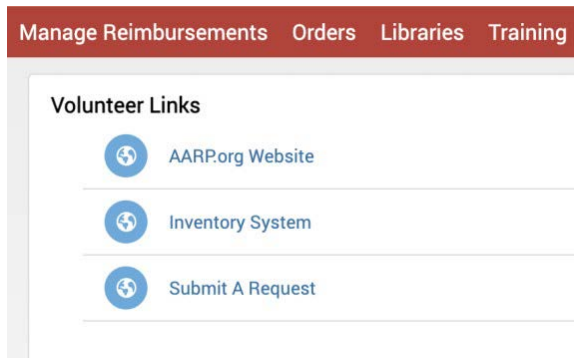 Manage Reimbursements Orders Libraries Training
Volunteer Links
AARP.org Website
Inventory System
Submit A Request